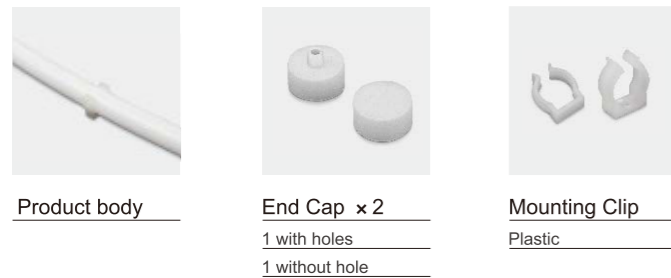 Product body
End Cap × 2
1 with holes
1 without hole
Mounting Clip
Plastic